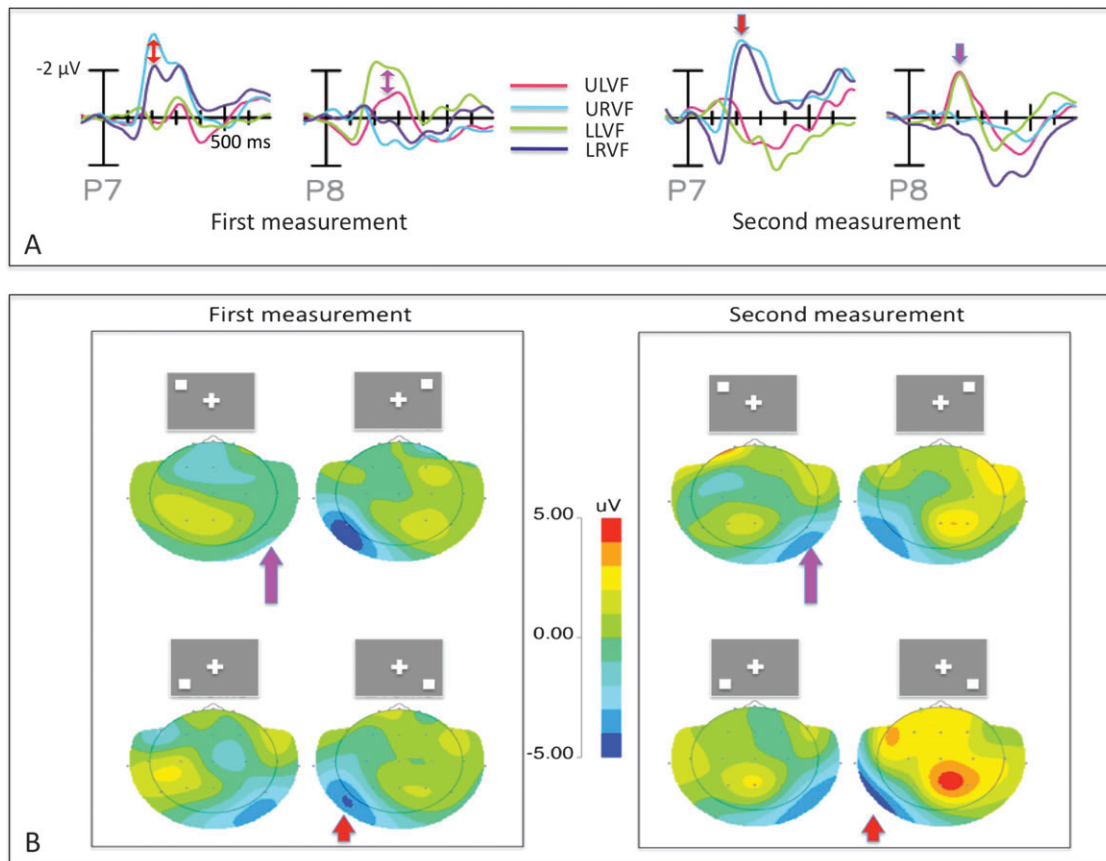 -2 µV
500 ms
P7
P8
ULVF
URVF
LLVF
LRVF
P7
P8
First measurement
Second measurement
A
First measurement
Second measurement
uV
5.00
0.00
-5.00
B